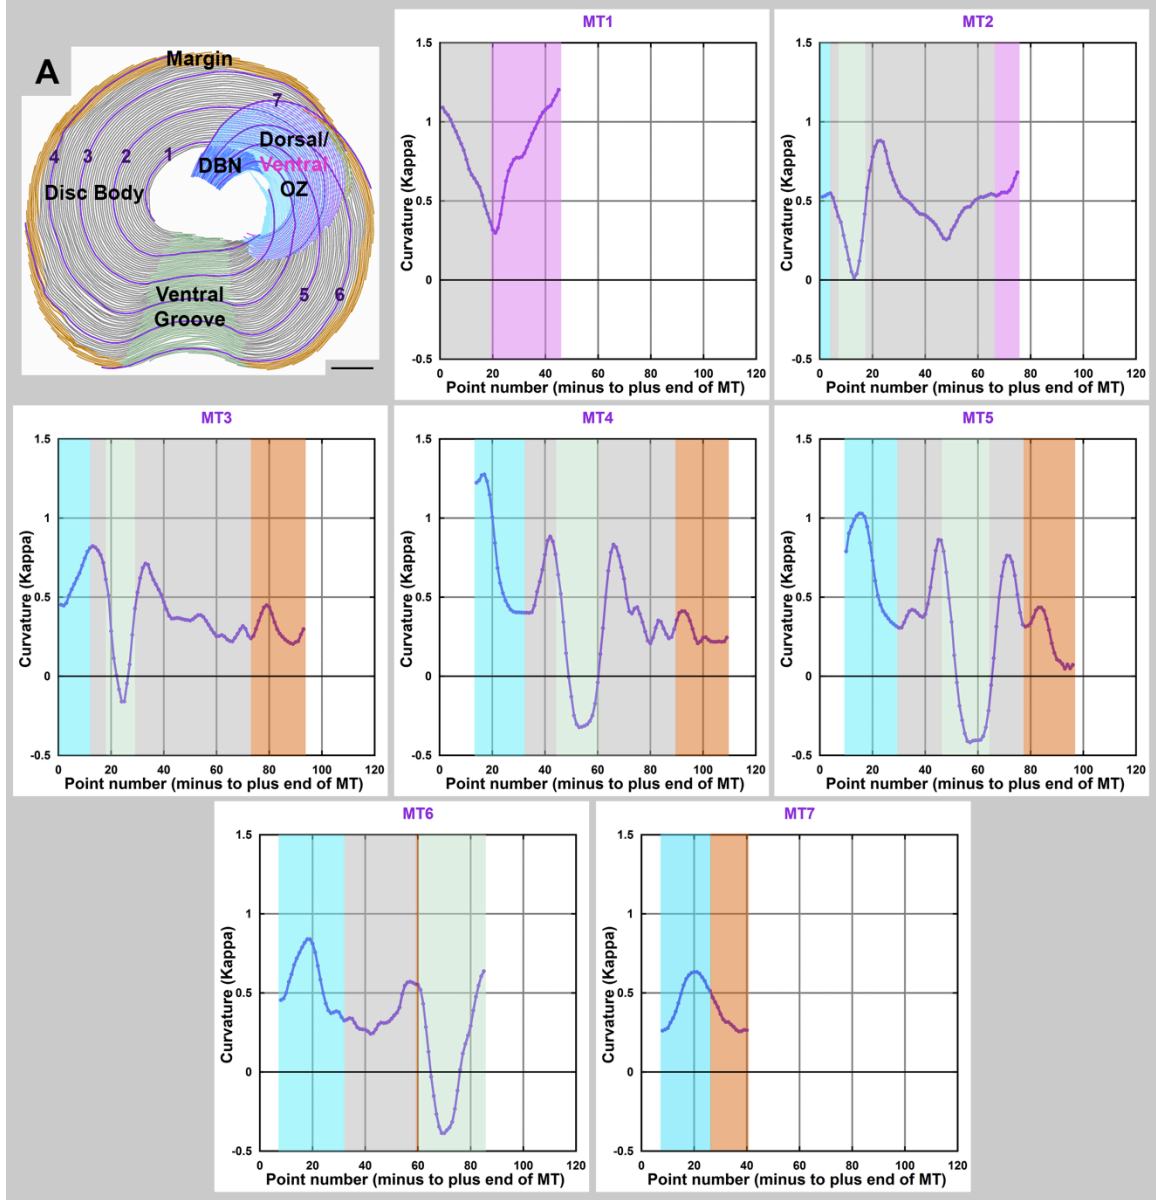 A
Margin
7
Dorsal/
Ventral
OZ
DBN
4 3 2 1
Disc Body
Ventral
Groove
5 6
MT1
1.5
1
0.5
0
-0.5
Curvature (Kappa)
0 20 40 60 80 100 120
Point number (minus to plus end of MT)
MT2
1.5
1
0.5
0
-0.5
Curvature (Kappa)
0 20 40 60 80 100 120
Point number (minus to plus end of MT)
MT3
1.5
1
0.5
0
-0.5
Curvature (Kappa)
0 20 40 60 80 100 120
Point number (minus to plus end of MT)
MT4
1.5
1
0.5
0
-0.5
Curvature (Kappa)
0 20 40 60 80 100 120
Point number (minus to plus end of MT)
MT5
1.5
1
0.5
0
-0.5
Curvature (Kappa)
0 20 40 60 80 100 120
Point number (minus to plus end of MT)
MT6
1.5
1
0.5
0
-0.5
Curvature (Kappa)
0 20 40 60 80 100 120
Point number (minus to plus end of MT)
MT7
1.5
1
0.5
0
-0.5
Curvature (Kappa)
0 20 40 60 80 100 120
Point number (minus to plus end of MT)